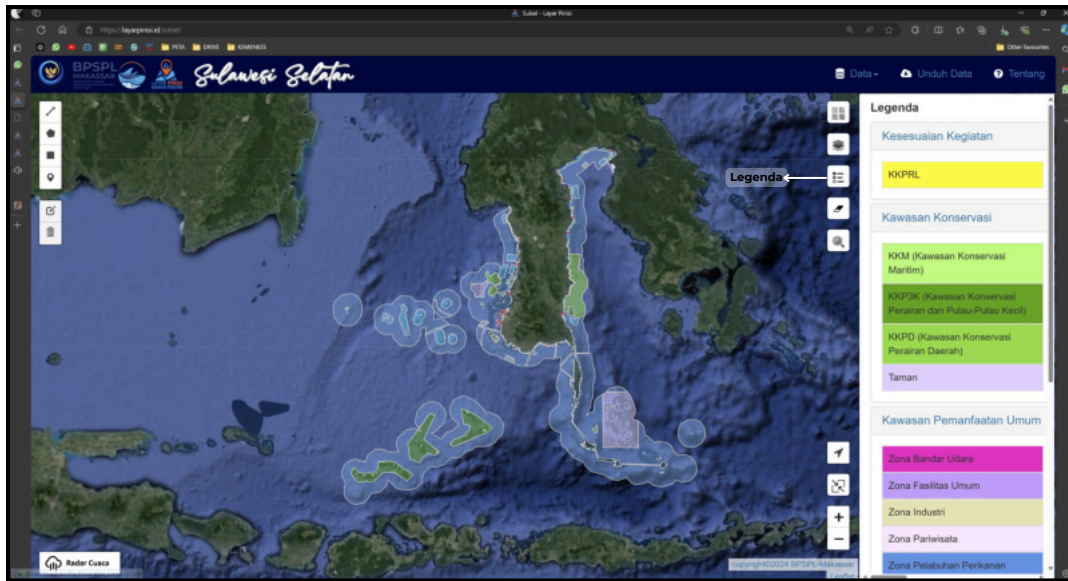 Sulsel - Layar Pinisi
https://layarpinisi.id/sulsel/
PETA
DRIVE
KEMENKES
Other favourites
BPSPL
MAKASSAR
Sulawesi Selatan
Data
Unduh Data
Tentang
Legenda
Legenda
Kesesuaian Kegiatan
KKPRL
Kawasan Konservasi
KKM (Kawasan Konservasi
Maritim)
KKP3K (Kawasan Konservasi
Perairan dan Pulau-Pulau Kecil)
KKPD (Kawasan Konservasi
Perairan Daerah)
Taman
Kawasan Pemanfaatan Umum
Zona Bandar Udara
Zona Fasilitas Umum
Zona Industri
Zona Pariwisata
Zona Pelabuhan Perikanan
Radar Cuaca
copyright©2024 BPSPL-Makassar
Leaflet